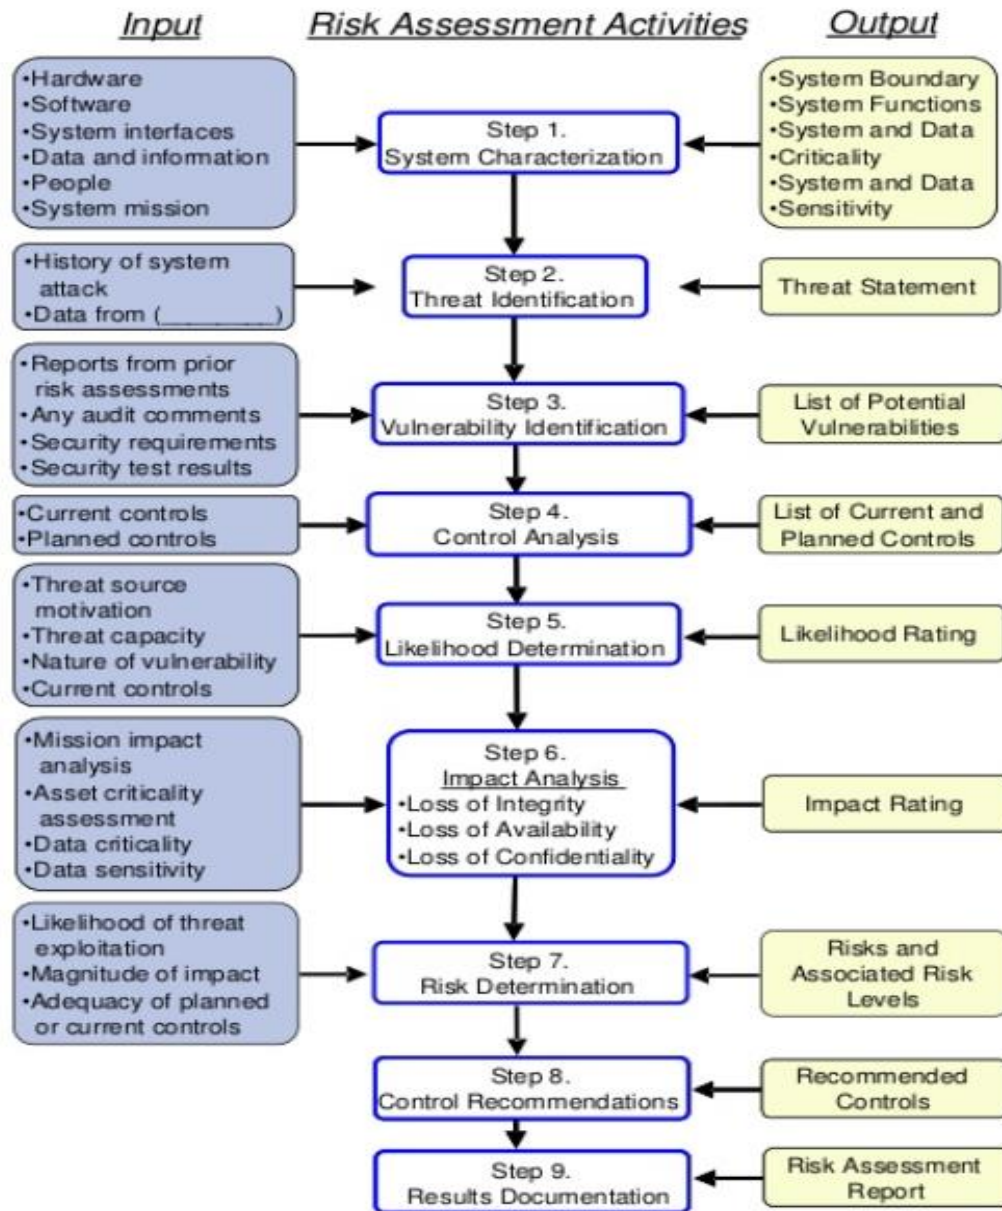 Input
Risk Assessment Activities
Output
•Hardware
•Software
•System interfaces
•Data and information
•People
•System mission
Step 1.
System Characterization
•System Boundary
•System Functions
•System and Data
•Criticality
•System and Data
•Sensitivity
•History of system
attack
•Data from (_________)
Step 2.
Threat Identification
Threat Statement
•Reports from prior
risk assessments
•Any audit comments
•Security requirements
•Security test results
Step 3.
Vulnerability Identification
List of Potential
Vulnerabilities
•Current controls
•Planned controls
Step 4.
Control Analysis
List of Current and
Planned Controls
•Threat source
motivation
•Threat capacity
•Nature of vulnerability
•Current controls
Step 5.
Likelihood Determination
Likelihood Rating
•Mission impact
analysis
•Asset criticality
assessment
•Data criticality
•Data sensitivity
Step 6.
Impact Analysis
•Loss of Integrity
•Loss of Availability
•Loss of Confidentiality
Impact Rating
•Likelihood of threat
exploitation
•Magnitude of impact
•Adequacy of planned
or current controls
Step 7.
Risk Determination
Risks and
Associated Risk
Levels
Step 8.
Control Recommendations
Recommended
Controls
Step 9.
Results Documentation
Risk Assessment
Report